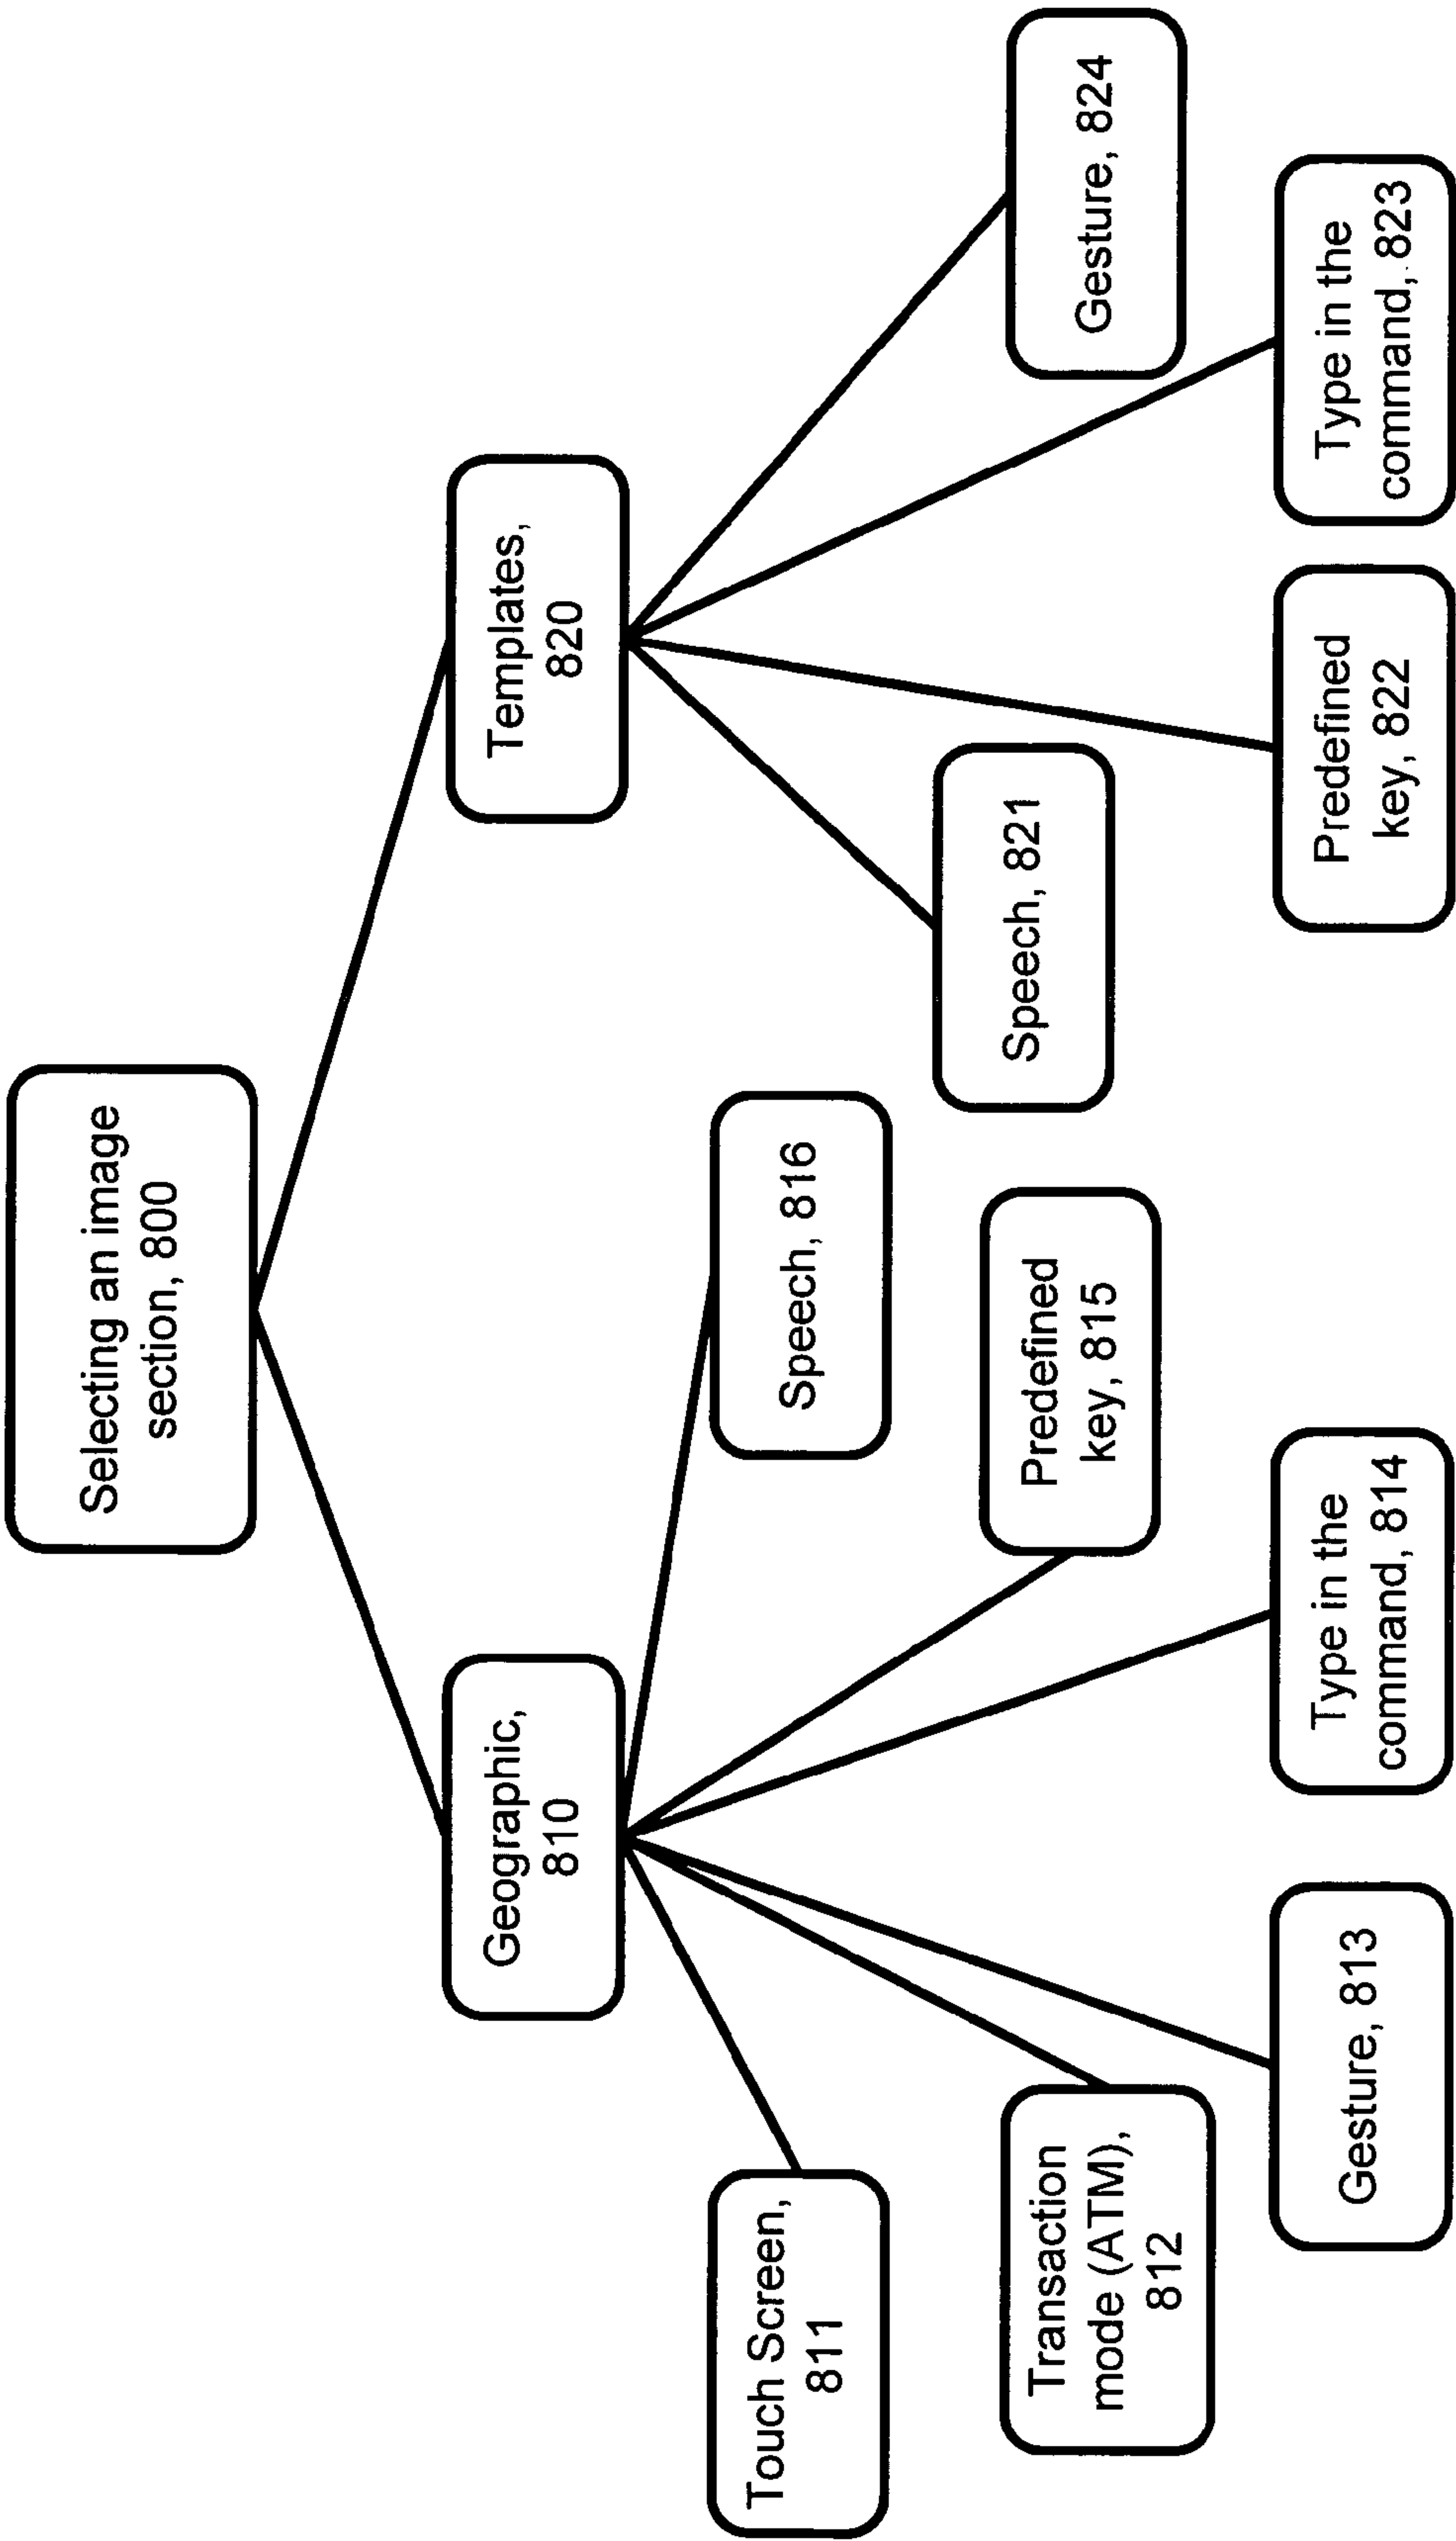 Selecting an image
section, 800
Geographic,
810
Templates,
820
Touch Screen,
811
Transaction
mode (ATM),
812
Gesture, 813
Type in the
command, 814
Predefined
key, 815
Speech, 816
Speech, 821
Predefined
key, 822
Type in the
command, 823
Gesture, 824